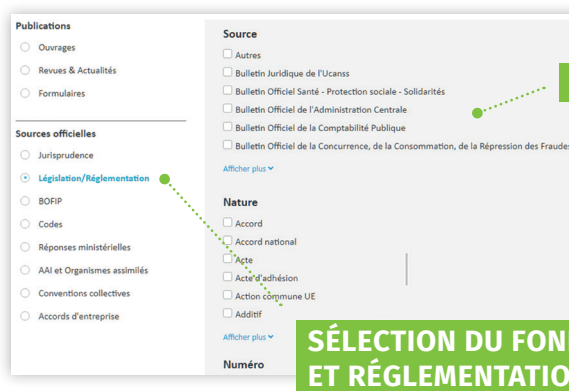 Publications
Ouvrages
Revues & Actualités
Formulaires
Sources officielles
Jurisprudence
Législation/Réglementation
BOFIP
Codes
Réponses ministérielles
AAI et Organismes assimilés
Conventions collectives
Accords d'entreprise
Source
Autres
Bulletin Juridique de l'Ucanss
Bulletin Officiel Santé - Protection sociale - Solidarités
Bulletin Officiel de l'Administration Centrale
Bulletin Officiel de la Comptabilité Publique
Bulletin Officiel de la Concurrence, de la Consommation, de la Répression des Fraudes
Afficher plus
Nature
Accord
Accord national
Acte
Acte d'adhésion
Action commune UE
Additif
Afficher plus
Numéro
SÉLECTION DU FON
ET RÉGLEMENTATIO